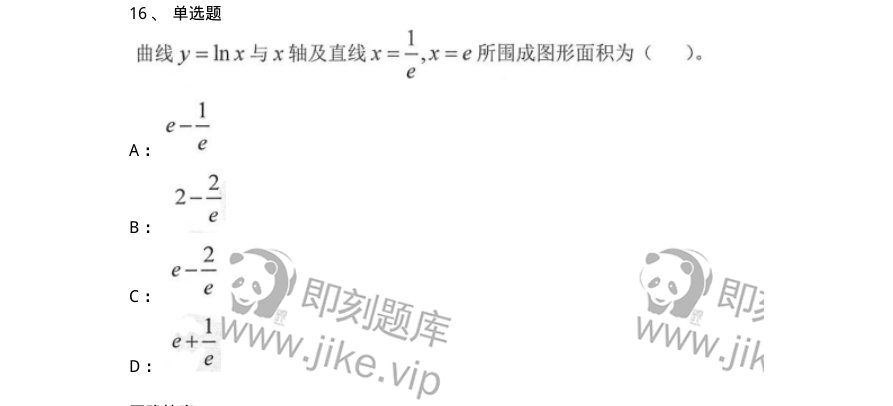 16 、 单选题
曲线 y = ln x 与 x 轴及直线 x = 1/e , x = e 所围成图形面积为（ ）。
A： e − 1/e
B： 2 − 2/e
C： e − 2/e
D： e + 1/e
即刻题库
www.jike.vip
即
www.jik